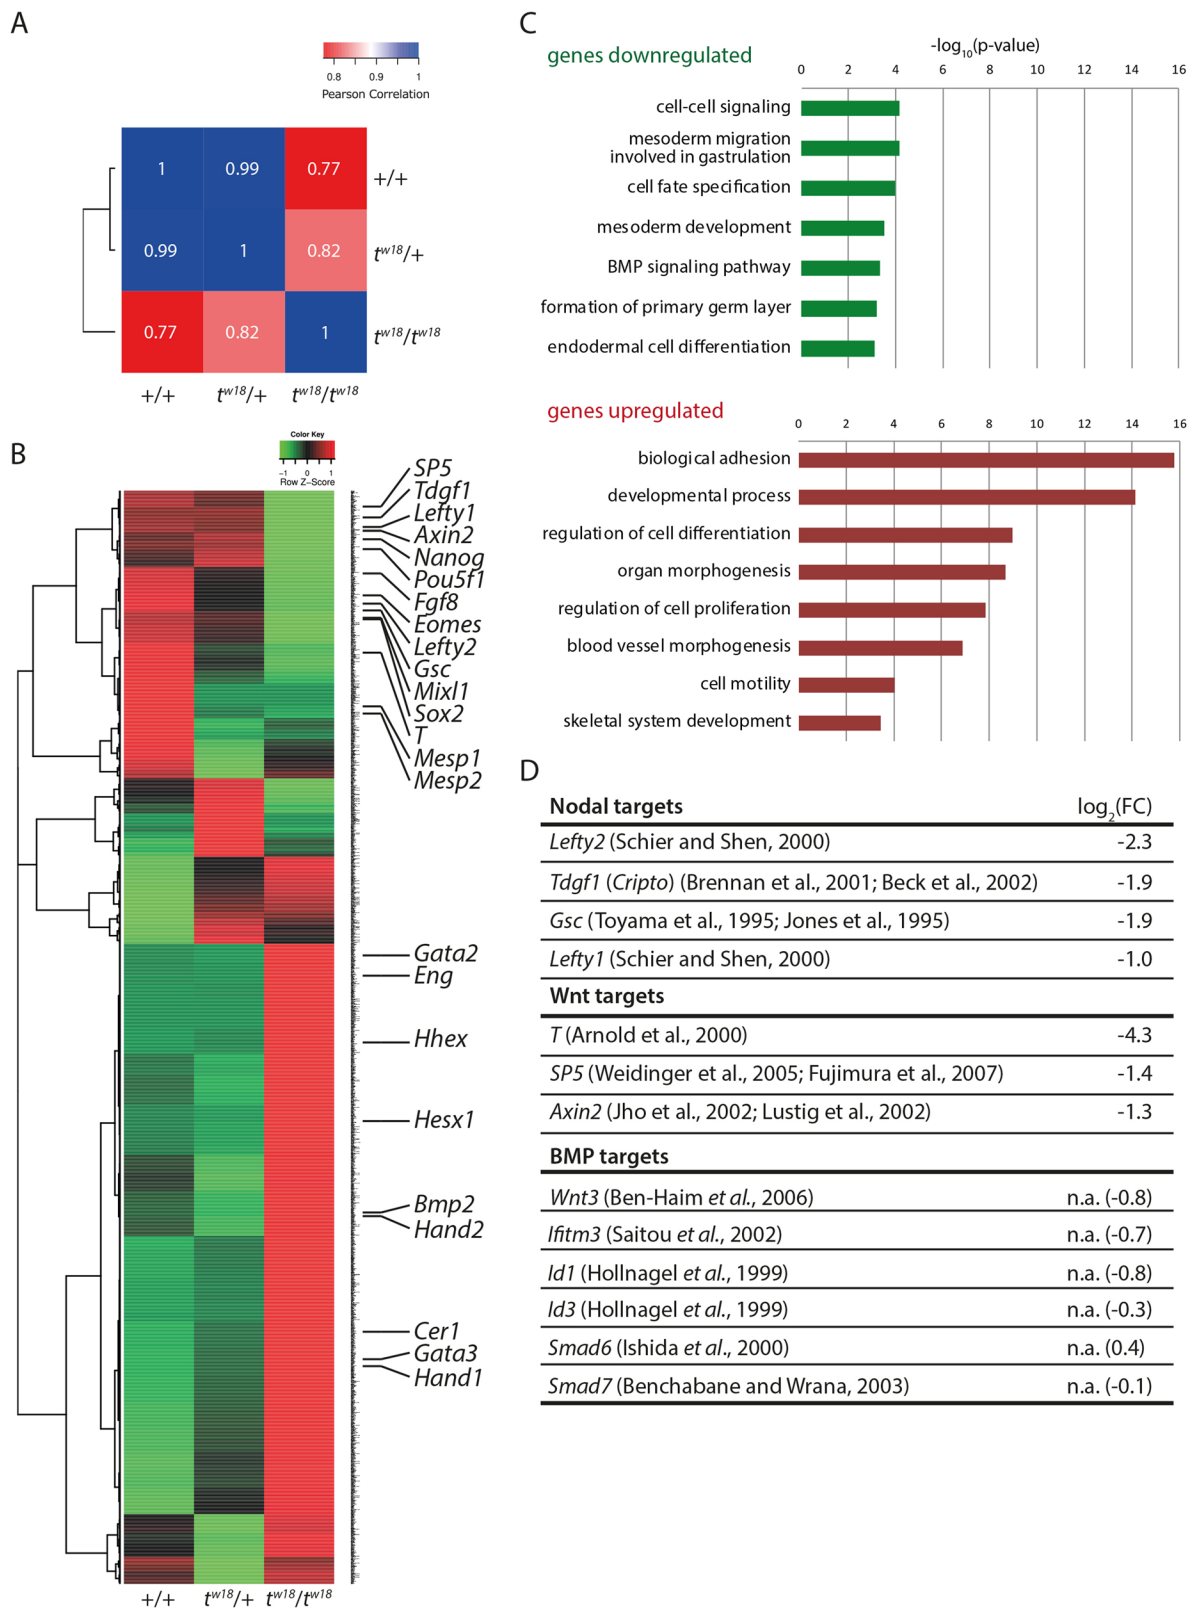 A
0.8 0.9 1
Pearson Correlation
1 0.99 0.77 +/+
0.99 1 0.82 tw18/+
0.77 0.82 1 tw18/tw18
+/+ tw18/+ tw18/tw18
B
Color Key
−1 0 1
Row Z−Score
SP5
Tdgf1
Lefty1
Axin2
Nanog
Pou5f1
Fgf8
Eomes
Lefty2
Gsc
Mixl1
Sox2
T
Mesp1
Mesp2
Gata2
Eng
Hhex
Hesx1
Bmp2
Hand2
Cer1
Gata3
Hand1
+/+ tw18/+ tw18/tw18
C
-log10(p-value)
genes downregulated
0 2 4 6 8 10 12 14 16
cell-cell signaling
mesoderm migration
involved in gastrulation
cell fate specification
mesoderm development
BMP signaling pathway
formation of primary germ layer
endodermal cell differentiation
genes upregulated
0 2 4 6 8 10 12 14 16
biological adhesion
developmental process
regulation of cell differentiation
organ morphogenesis
regulation of cell proliferation
blood vessel morphogenesis
cell motility
skeletal system development
D
Nodal targets log2(FC)
Lefty2 (Schier and Shen, 2000) -2.3
Tdgf1 (Cripto) (Brennan et al., 2001; Beck et al., 2002) -1.9
Gsc (Toyama et al., 1995; Jones et al., 1995) -1.9
Lefty1 (Schier and Shen, 2000) -1.0
Wnt targets
T (Arnold et al., 2000) -4.3
SP5 (Weidinger et al., 2005; Fujimura et al., 2007) -1.4
Axin2 (Jho et al., 2002; Lustig et al., 2002) -1.3
BMP targets
Wnt3 (Ben-Haim et al., 2006) n.a. (-0.8)
Ifitm3 (Saitou et al., 2002) n.a. (-0.7)
Id1 (Hollnagel et al., 1999) n.a. (-0.8)
Id3 (Hollnagel et al., 1999) n.a. (-0.3)
Smad6 (Ishida et al., 2000) n.a. (0.4)
Smad7 (Benchabane and Wrana, 2003) n.a. (-0.1)